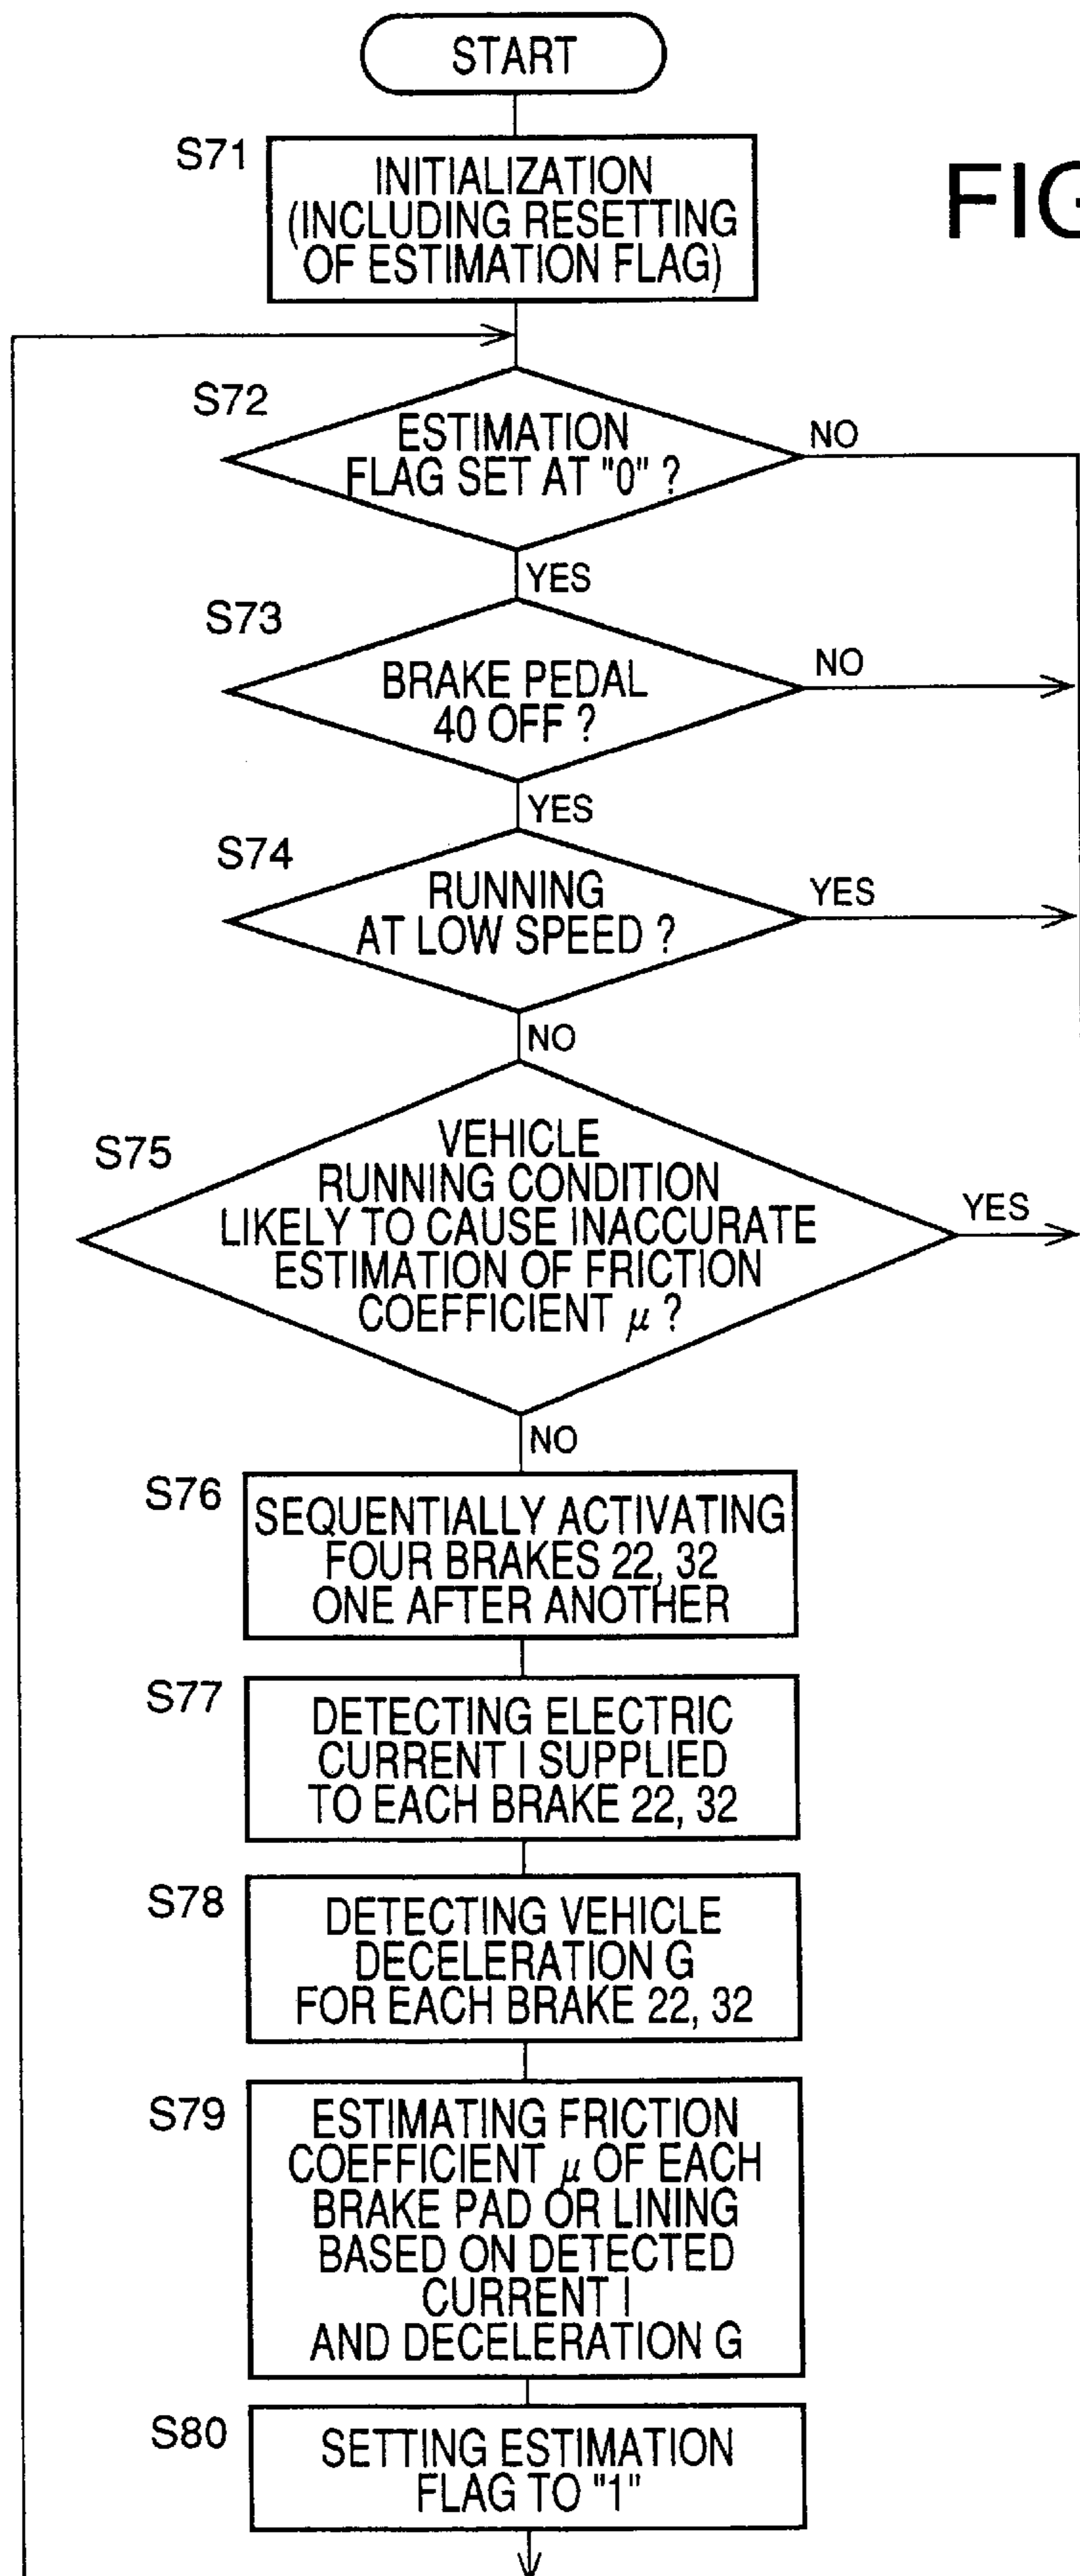 START
S71
INITIALIZATION
(INCLUDING RESETTING
OF ESTIMATION FLAG)
FIG
S72
ESTIMATION
FLAG SET AT "0" ?
NO
YES
S73
BRAKE PEDAL
40 OFF ?
NO
YES
S74
RUNNING
AT LOW SPEED ?
YES
NO
S75
VEHICLE
RUNNING CONDITION
LIKELY TO CAUSE INACCURATE
ESTIMATION OF FRICTION
COEFFICIENT μ ?
YES
NO
S76
SEQUENTIALLY ACTIVATING
FOUR BRAKES 22, 32
ONE AFTER ANOTHER
S77
DETECTING ELECTRIC
CURRENT I SUPPLIED
TO EACH BRAKE 22, 32
S78
DETECTING VEHICLE
DECELERATION G
FOR EACH BRAKE 22, 32
S79
ESTIMATING FRICTION
COEFFICIENT μ OF EACH
BRAKE PAD OR LINING
BASED ON DETECTED
CURRENT I
AND DECELERATION G
S80
SETTING ESTIMATION
FLAG TO "1"